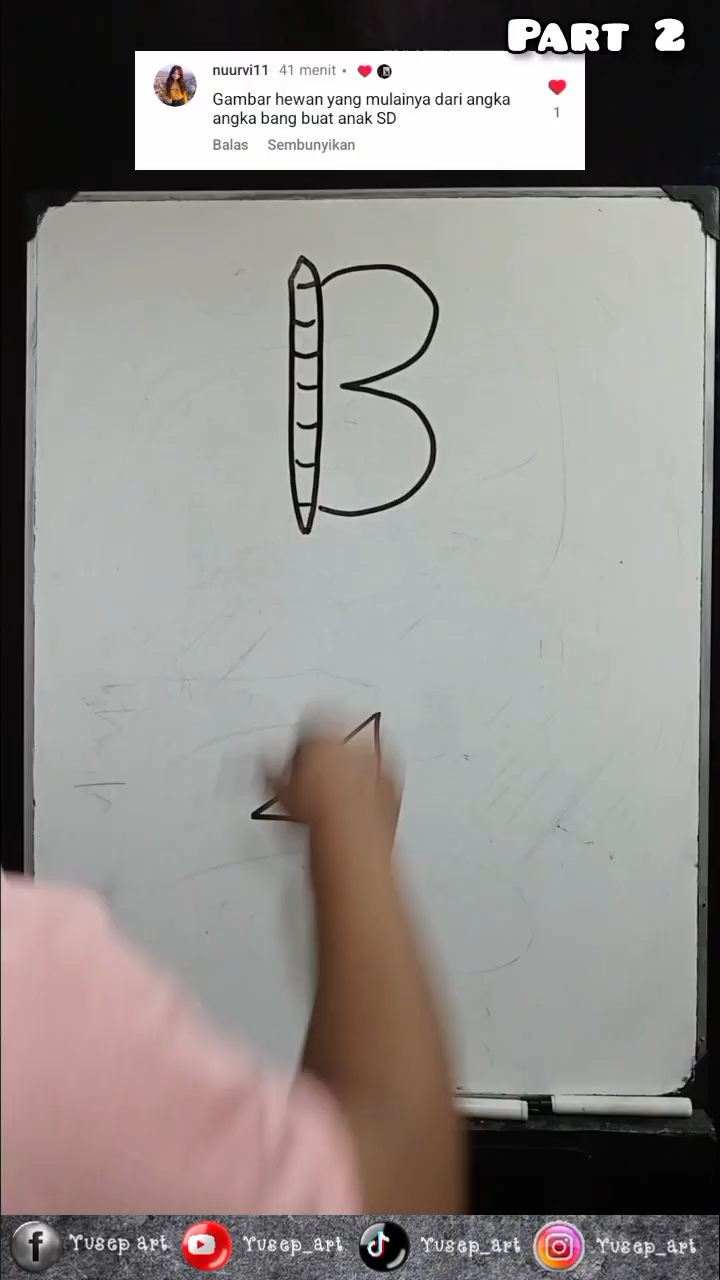 PART 2
nuurvi11 41 menit •
Gambar hewan yang mulainya dari angka
angka bang buat anak SD
1
Balas Sembunyikan
Yusep art Yusep_art Yusep_art Yusep_art